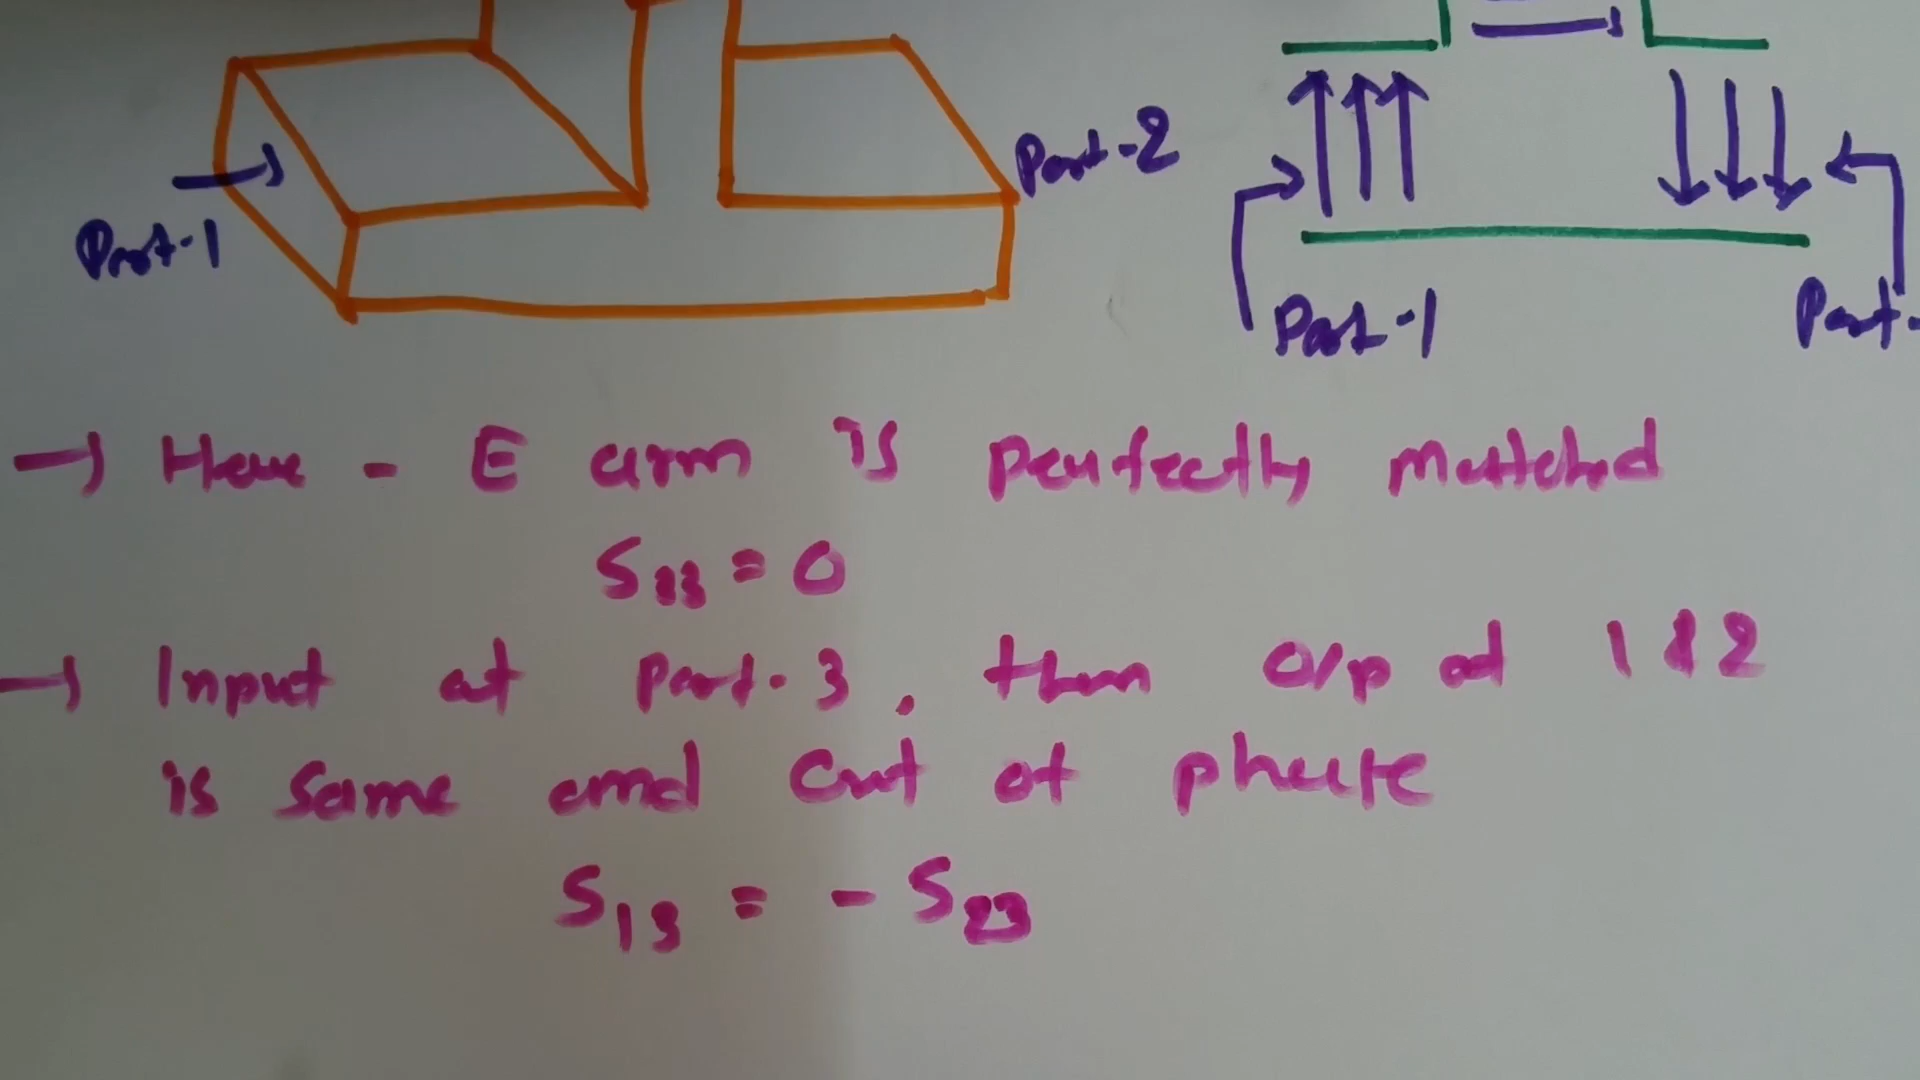 Port-2
Port-1
Port-1
Port-
→ Here - E arm is perfectly matched
S33 = 0
→ Input at port-3, then o/p at 1 & 2
is same and out of phase
S13 = - S23